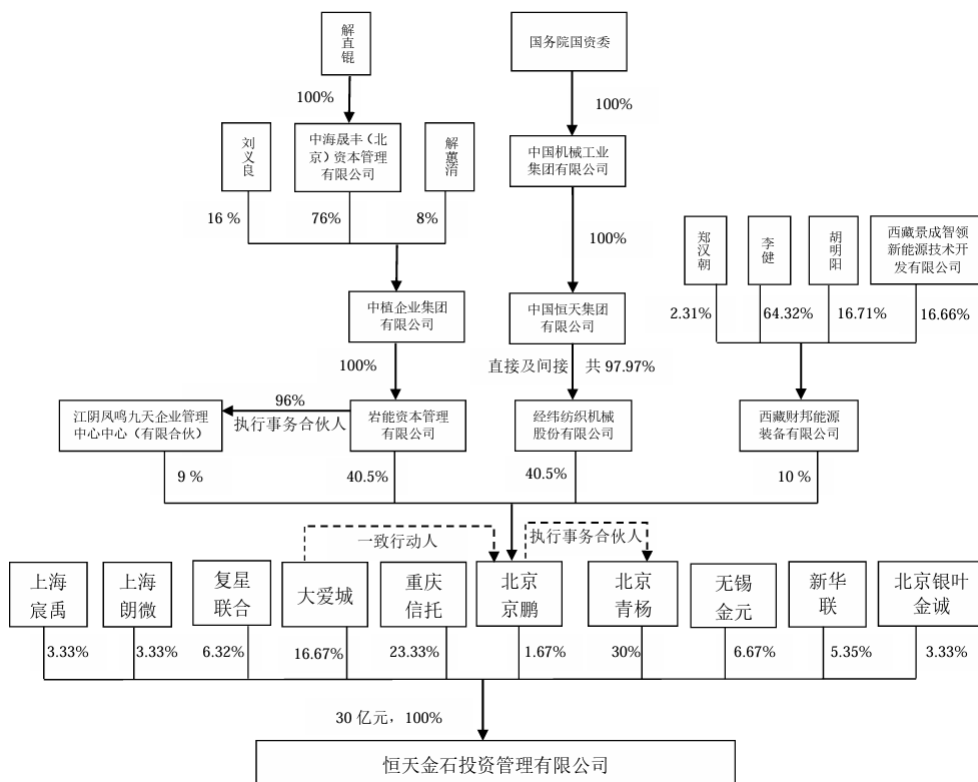 解直锟
国务院国资委
100%
100%
刘义良
中海晟丰（北
京）资本管理
有限公司
解蕙清
中国机械工业
集团有限公司
16 %
76%
8%
100%
郑汉朝
李健
胡明阳
西藏景成智领
新能源技术开
发有限公司
2.31%
64.32%
16.71%
16.66%
中植企业集团
有限公司
中国恒天集团
有限公司
100%
直接及间接 共 97.97%
96%
执行事务合伙人
江阴凤鸣九天企业管理
中心中心（有限合伙）
岩能资本管理
有限公司
经纬纺织机械
股份有限公司
西藏财邦能源
装备有限公司
9 %
40.5%
40.5%
10 %
一致行动人
执行事务合伙人
上海
宸禹
上海
朗微
复星
联合
大爱城
重庆
信托
北京
京鹏
北京
青杨
无锡
金元
新华
联
北京银叶
金诚
3.33%
3.33%
6.32%
16.67%
23.33%
1.67%
30%
6.67%
5.35%
3.33%
30 亿元，100%
恒天金石投资管理有限公司